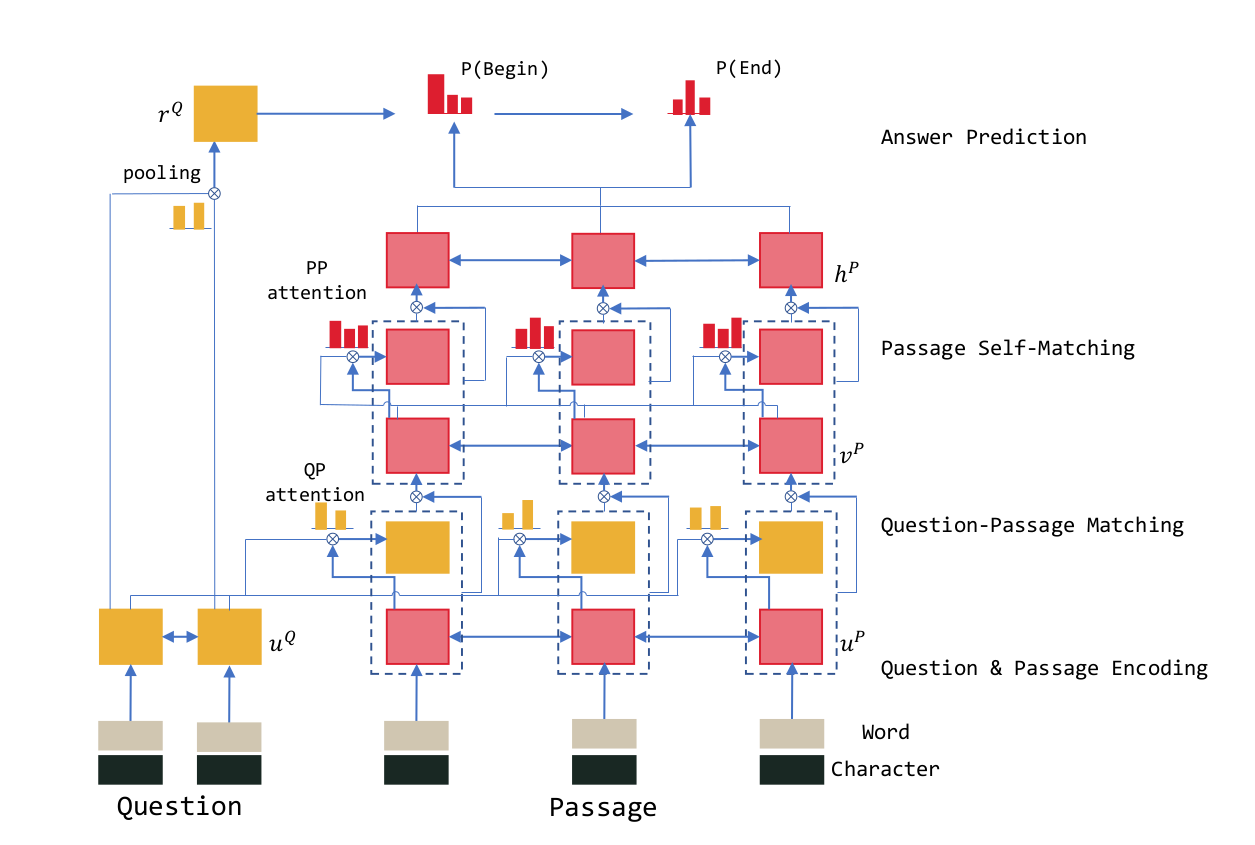 P(Begin)
P(End)
r^Q
Answer Prediction
pooling
PP
attention
h^P
Passage Self-Matching
v^P
QP
attention
Question-Passage Matching
u^Q
u^P
Question & Passage Encoding
Word
Character
Question
Passage